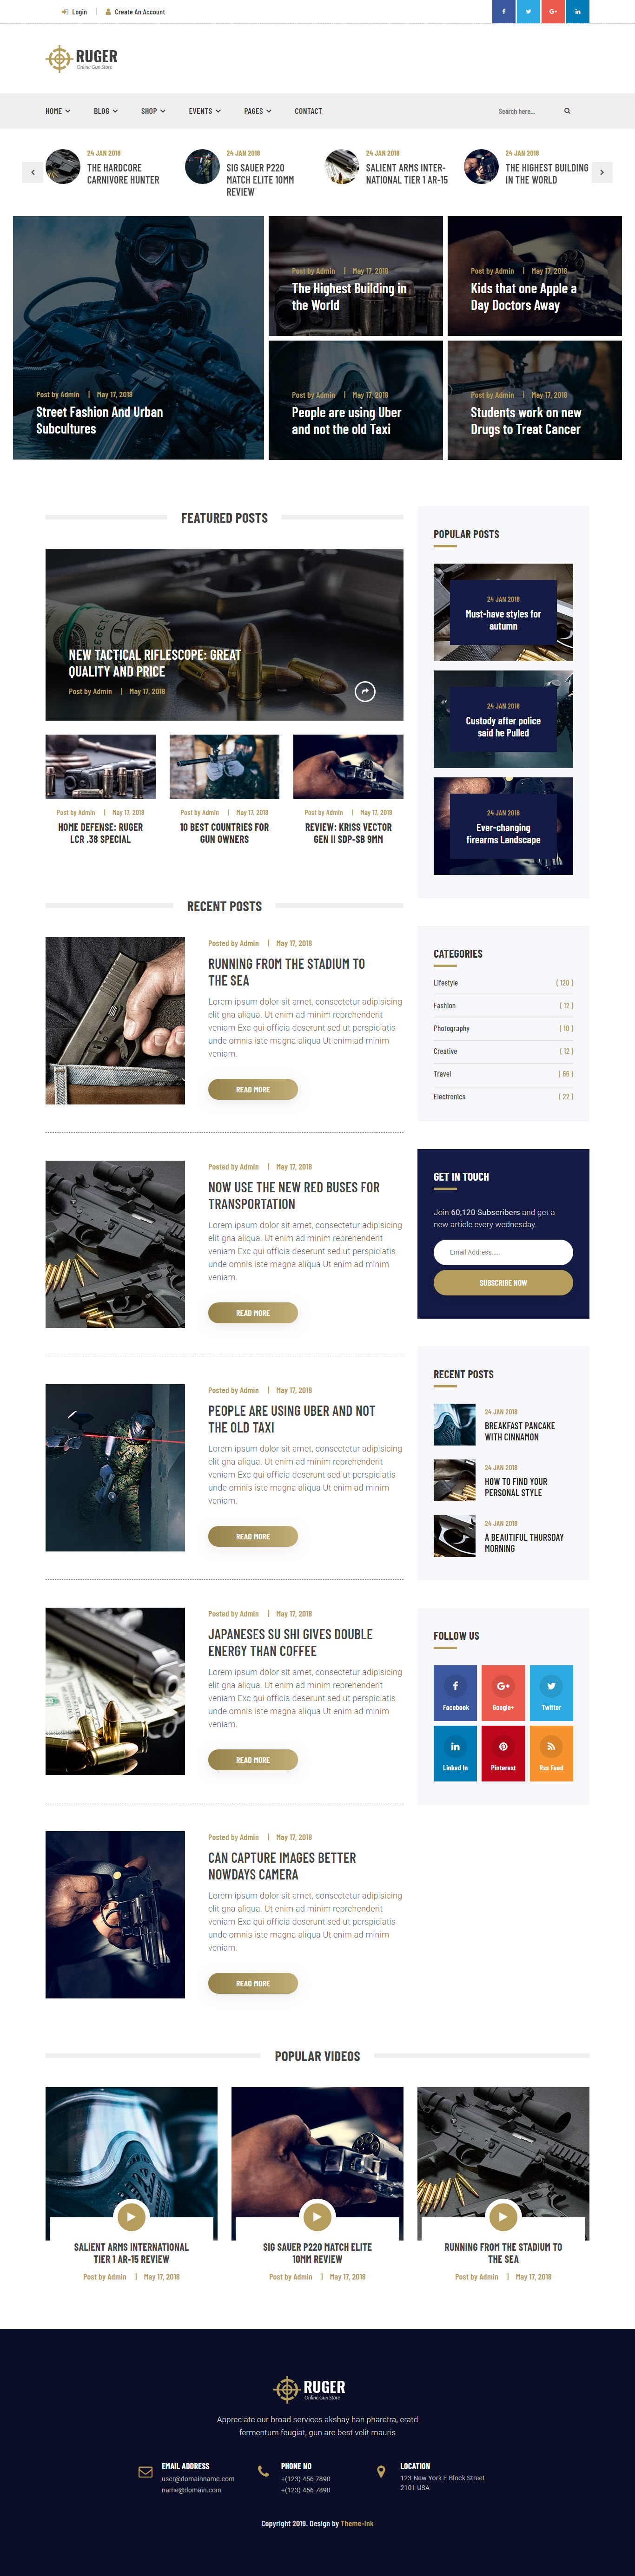 Login | Create An Account
RUGER
Online Gun Store
HOME BLOG SHOP EVENTS PAGES CONTACT
Search here...
24 JAN 2018
THE HARDCORE
CARNIVORE HUNTER
24 JAN 2018
SIG SAUER P220
MATCH ELITE 10MM
REVIEW
24 JAN 2018
SALIENT ARMS INTER-
NATIONAL TIER 1 AR-15
24 JAN 2018
THE HIGHEST BUILDING
IN THE WORLD
Post by Admin | May 17, 2018
Street Fashion And Urban
Subcultures
Post by Admin | May 17, 2018
The Highest Building in
the World
Post by Admin | May 17, 2018
Kids that one Apple a
Day Doctors Away
Post by Admin | May 17, 2018
People are using Uber
and not the old Taxi
Post by Admin | May 17, 2018
Students work on new
Drugs to Treat Cancer
FEATURED POSTS
NEW TACTICAL RIFLESCOPE: GREAT
QUALITY AND PRICE
Post by Admin | May 17, 2018
Post by Admin | May 17, 2018
HOME DEFENSE: RUGER
LCR .38 SPECIAL
Post by Admin | May 17, 2018
10 BEST COUNTRIES FOR
GUN OWNERS
Post by Admin | May 17, 2018
REVIEW: KRISS VECTOR
GEN II SDP-SB 9MM
RECENT POSTS
Posted by Admin | May 17, 2018
RUNNING FROM THE STADIUM TO
THE SEA
Lorem ipsum dolor sit amet, consectetur adipisicing
elit gna aliqua. Ut enim ad minim reprehenderit
veniam Exc qui officia deserunt sed ut perspiciatis
unde omnis iste magna aliqua Ut enim ad minim
veniam.
READ MORE
Posted by Admin | May 17, 2018
NOW USE THE NEW RED BUSES FOR
TRANSPORTATION
Lorem ipsum dolor sit amet, consectetur adipisicing
elit gna aliqua. Ut enim ad minim reprehenderit
veniam Exc qui officia deserunt sed ut perspiciatis
unde omnis iste magna aliqua Ut enim ad minim
veniam.
READ MORE
Posted by Admin | May 17, 2018
PEOPLE ARE USING UBER AND NOT
THE OLD TAXI
Lorem ipsum dolor sit amet, consectetur adipisicing
elit gna aliqua. Ut enim ad minim reprehenderit
veniam Exc qui officia deserunt sed ut perspiciatis
unde omnis iste magna aliqua Ut enim ad minim
veniam.
READ MORE
Posted by Admin | May 17, 2018
JAPANESES SU SHI GIVES DOUBLE
ENERGY THAN COFFEE
Lorem ipsum dolor sit amet, consectetur adipisicing
elit gna aliqua. Ut enim ad minim reprehenderit
veniam Exc qui officia deserunt sed ut perspiciatis
unde omnis iste magna aliqua Ut enim ad minim
veniam.
READ MORE
Posted by Admin | May 17, 2018
CAN CAPTURE IMAGES BETTER
NOWDAYS CAMERA
Lorem ipsum dolor sit amet, consectetur adipisicing
elit gna aliqua. Ut enim ad minim reprehenderit
veniam Exc qui officia deserunt sed ut perspiciatis
unde omnis iste magna aliqua Ut enim ad minim
veniam.
READ MORE
POPULAR POSTS
24 JAN 2018
Must-have styles for
autumn
24 JAN 2018
Custody after police
said he Pulled
24 JAN 2018
Ever-changing
firearms Landscape
CATEGORIES
Lifestyle ( 120 )
Fashion ( 12 )
Photography ( 10 )
Creative ( 12 )
Travel ( 66 )
Electronics ( 22 )
GET IN TOUCH
Join 60,120 Subscribers and get a
new article every wednesday.
Email Address.....
SUBSCRIBE NOW
RECENT POSTS
24 JAN 2018
BREAKFAST PANCAKE
WITH CINNAMON
24 JAN 2018
HOW TO FIND YOUR
PERSONAL STYLE
24 JAN 2018
A BEAUTIFUL THURSDAY
MORNING
FOLLOW US
Facebook Google+ Twitter
Linked In Pinterest Rss Feed
POPULAR VIDEOS
SALIENT ARMS INTERNATIONAL
TIER 1 AR-15 REVIEW
Post by Admin | May 17, 2018
SIG SAUER P220 MATCH ELITE
10MM REVIEW
Post by Admin | May 17, 2018
RUNNING FROM THE STADIUM TO
THE SEA
Post by Admin | May 17, 2018
RUGER
Online Gun Store
Appreciate our broad services akshay han pharetra, eratd
fermentum feugiat, gun are best velit mauris
EMAIL ADDRESS
user@domainname.com
name@domain.com
PHONE NO
+(123) 456 7890
+(123) 456 7890
LOCATION
123 New York E Block Street
2101 USA
Copyright 2019. Design by Theme-Ink